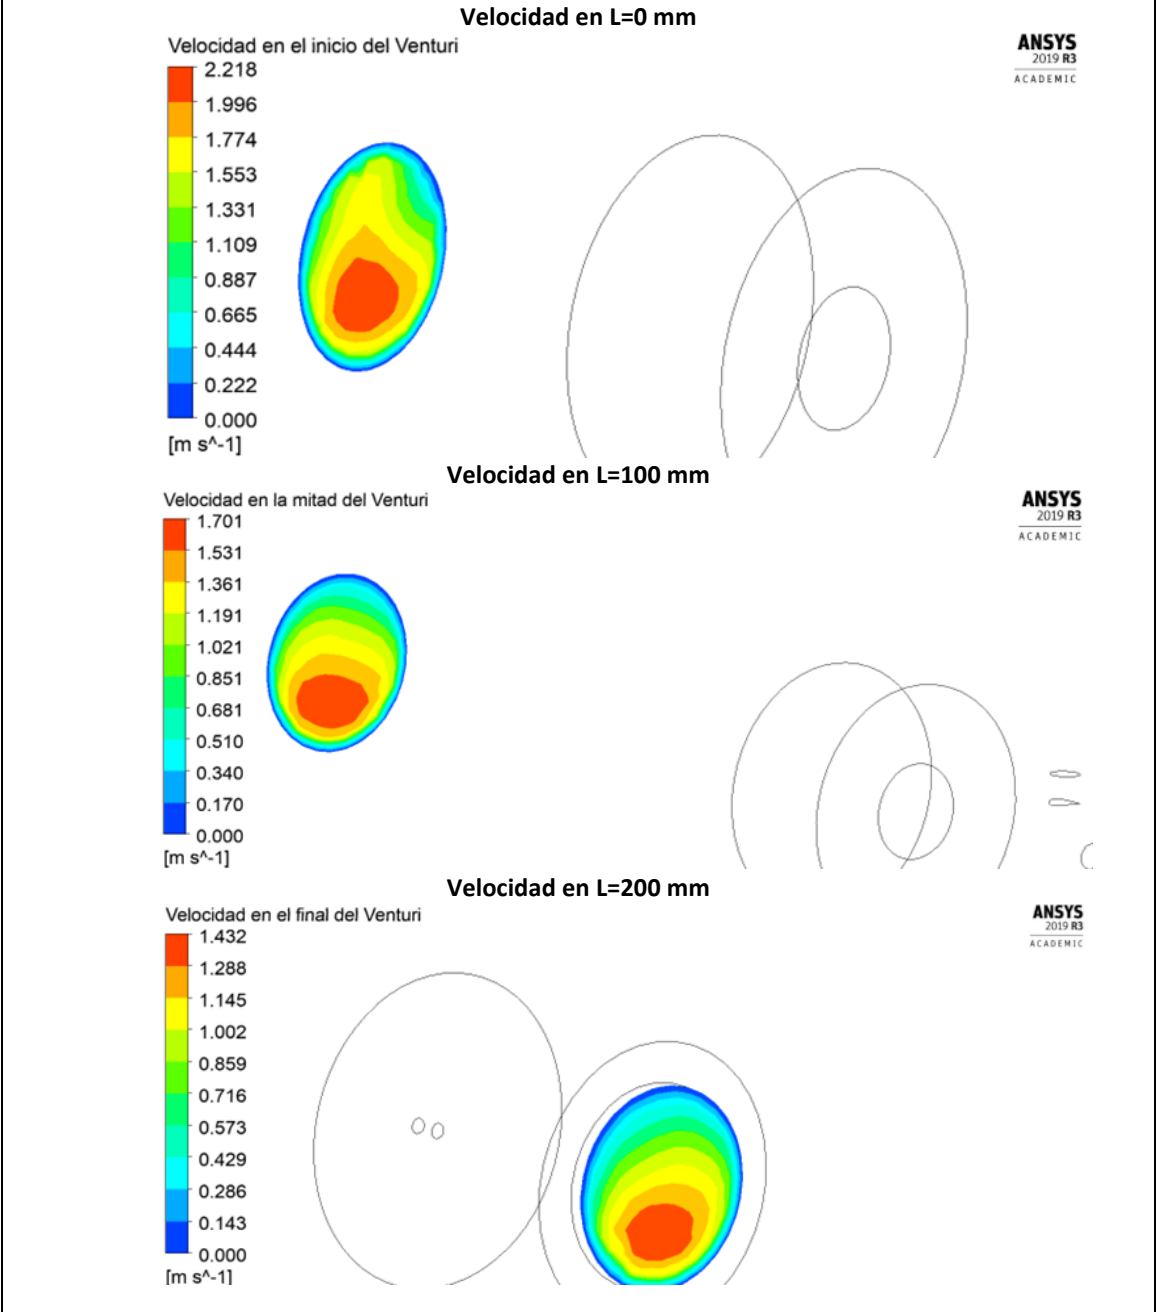 Velocidad en L=0 mm
Velocidad en el inicio del Venturi
ANSYS
2019 R3
ACADEMIC
2.218
1.996
1.774
1.553
1.331
1.109
0.887
0.665
0.444
0.222
0.000
[m s^-1]
Velocidad en L=100 mm
Velocidad en la mitad del Venturi
ANSYS
2019 R3
ACADEMIC
1.701
1.531
1.361
1.191
1.021
0.851
0.681
0.510
0.340
0.170
0.000
[m s^-1]
Velocidad en L=200 mm
Velocidad en el final del Venturi
ANSYS
2019 R3
ACADEMIC
1.432
1.288
1.145
1.002
0.859
0.716
0.573
0.429
0.286
0.143
0.000
[m s^-1]